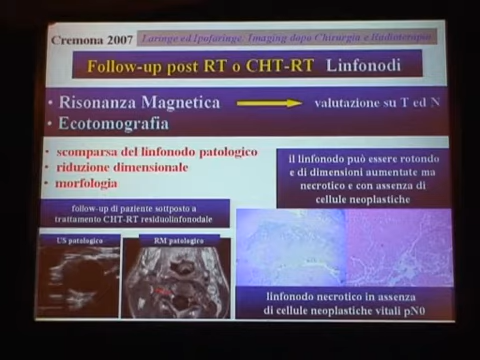 Cremona 2007
Laringe ed Ipofaringe. Imaging dopo Chirurgia e Radioterapia
Follow-up post RT o CHT-RT Linfonodi
• Risonanza Magnetica
valutazione su T ed N
• Ecotomografia
• scomparsa del linfonodo patologico
• riduzione dimensionale
• morfologia
il linfonodo può essere rotondo
e di dimensioni aumentate ma
necrotico e con assenza di
cellule neoplastiche
follow-up di paziente sottposto a
trattamento CHT-RT residuolinfonodale
US patologico
RM patologico
linfonodo necrotico in assenza
di cellule neoplastiche vitali pN0